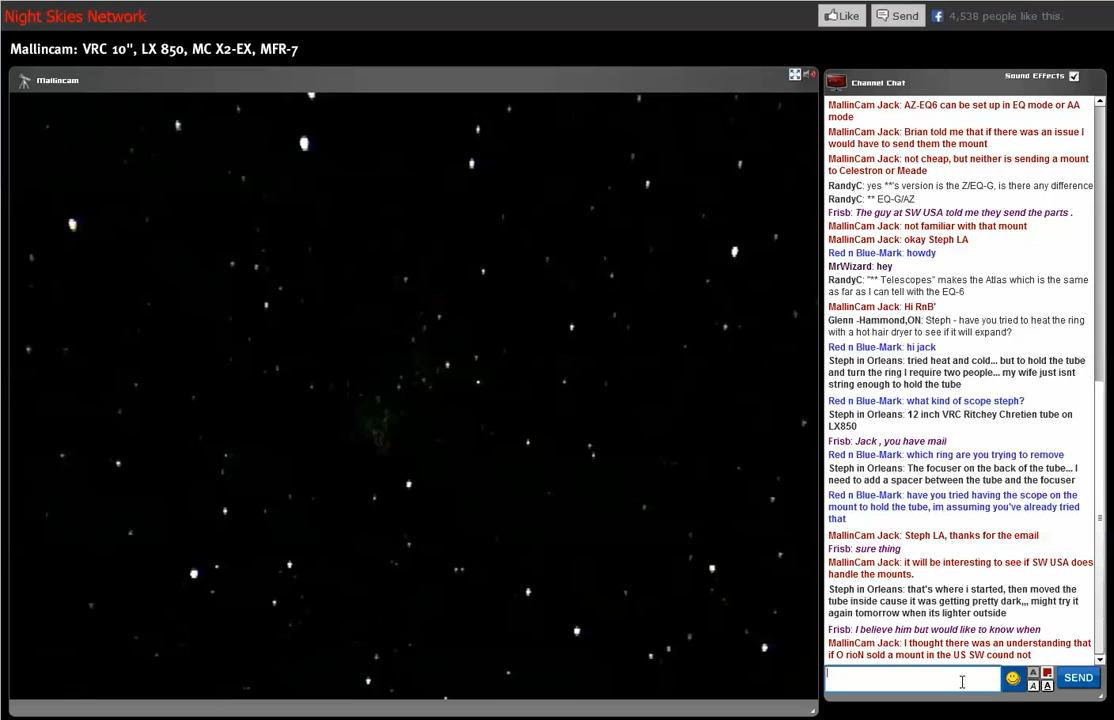 Night Skies Network
Like
Send
4,538 people like this.
Mallincam: VRC 10", LX 850, MC X2-EX, MFR-7
Mallincam
Channel Chat
Sound Effects
MallinCam Jack: AZ-EQ6 can be set up in EQ mode or AA
mode
MallinCam Jack: Brian told me that if there was an issue I
would have to send them the mount
MallinCam Jack: not cheap, but neither is sending a mount
to Celestron or Meade
RandyC: yes **'s version is the Z/EQ-G, is there any difference
RandyC: ** EQ-G/AZ
Frisb: The guy at SW USA told me they send the parts .
MallinCam Jack: not familiar with that mount
MallinCam Jack: okay Steph LA
Red n Blue-Mark: howdy
MrWizard: hey
RandyC: "** Telescopes" makes the Atlas which is the same
as far as I can tell with the EQ-6
MallinCam Jack: Hi RnB'
Glenn -Hammond,ON: Steph - have you tried to heat the ring
with a hot hair dryer to see if it will expand?
Red n Blue-Mark: hi jack
Steph in Orleans: tried heat and cold... but to hold the tube
and turn the ring I require two people... my wife just isnt
string enough to hold the tube
Red n Blue-Mark: what kind of scope steph?
Steph in Orleans: 12 inch VRC Ritchey Chretien tube on
LX850
Frisb: Jack , you have mail
Red n Blue-Mark: which ring are you trying to remove
Steph in Orleans: The focuser on the back of the tube... I
need to add a spacer between the tube and the focuser
Red n Blue-Mark: have you tried having the scope on the
mount to hold the tube, im assuming you've already tried
that
MallinCam Jack: Steph LA, thanks for the email
Frisb: sure thing
MallinCam Jack: it will be interesting to see if SW USA does
handle the mounts.
Steph in Orleans: that's where i started, then moved the
tube inside cause it was getting pretty dark,,, might try it
again tomorrow when its lighter outside
Frisb: I believe him but would like to know when
MallinCam Jack: I thought there was an understanding that
if O rioN sold a mount in the US SW cound not
A
A
A
SEND